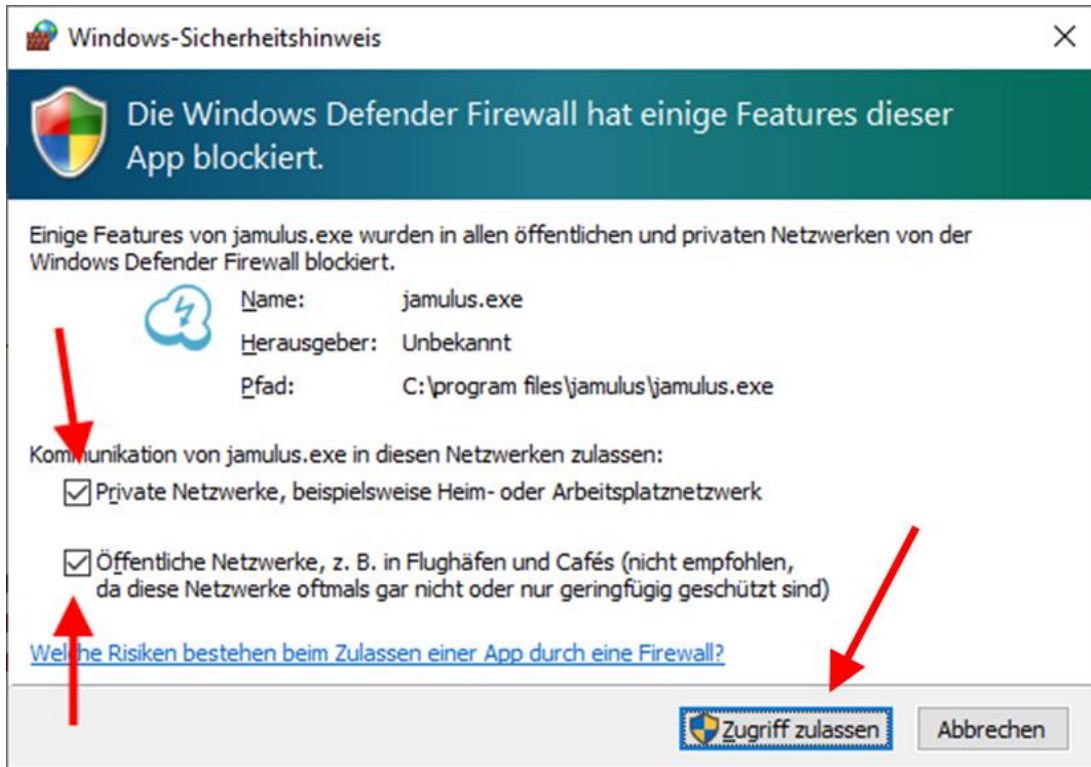 Windows-Sicherheitshinweis
Die Windows Defender Firewall hat einige Features dieser
App blockiert.
Einige Features von jamulus.exe wurden in allen öffentlichen und privaten Netzwerken von der
Windows Defender Firewall blockiert.
Name: jamulus.exe
Herausgeber: Unbekannt
Pfad: C:\program files\jamulus\jamulus.exe
Kommunikation von jamulus.exe in diesen Netzwerken zulassen:
Private Netzwerke, beispielsweise Heim- oder Arbeitsplatznetzwerk
Öffentliche Netzwerke, z. B. in Flughäfen und Cafés (nicht empfohlen,
da diese Netzwerke oftmals gar nicht oder nur geringfügig geschützt sind)
Welche Risiken bestehen beim Zulassen einer App durch eine Firewall?
Zugriff zulassen Abbrechen